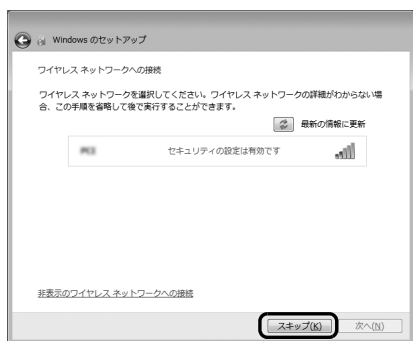 Windows のセットアップ
ワイヤレス ネットワークへの接続
ワイヤレス ネットワークを選択してください。ワイヤレス ネットワークの詳細がわからない場
合、この手順を省略して後で実行することができます。
最新の情報に更新
セキュリティの設定は有効です
非表示のワイヤレス ネットワークへの接続
スキップ(K)
次へ(N)